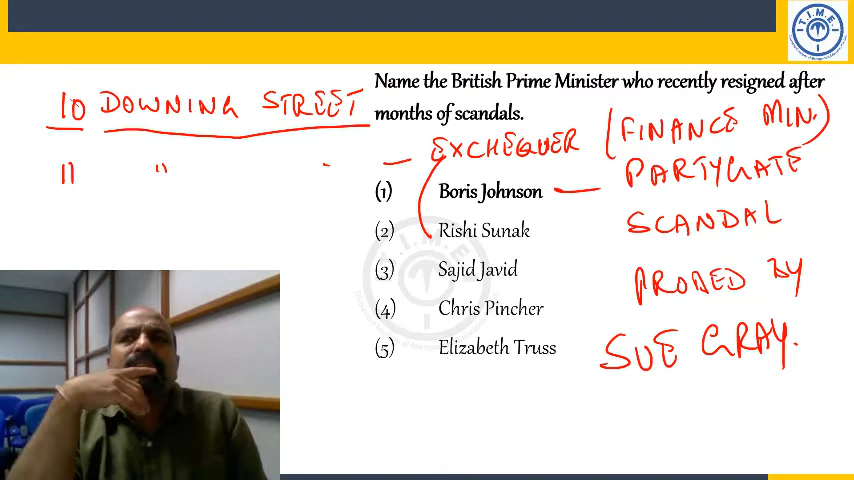 T.I.M.E.
Name the British Prime Minister who recently resigned after
months of scandals.
10 DOWNING STREET
11 " "
— EXCHEQUER (FINANCE MIN.)
(1) Boris Johnson — PARTYGATE
SCANDAL
(2) Rishi Sunak
(3) Sajid Javid
PROBED BY
(4) Chris Pincher
(5) Elizabeth Truss
SUE GRAY.